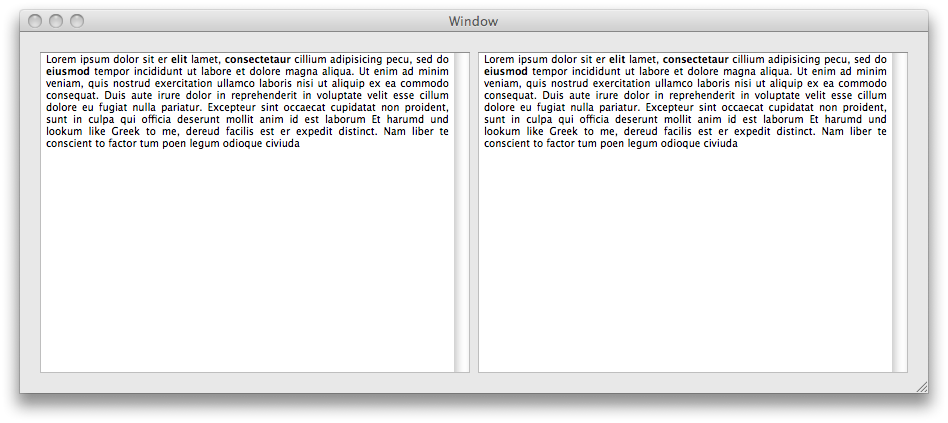 Window
Lorem ipsum dolor sit er elit lamet, consectetaur cillium adipisicing pecu, sed do
eiusmod tempor incididunt ut labore et dolore magna aliqua. Ut enim ad minim
veniam, quis nostrud exercitation ullamco laboris nisi ut aliquip ex ea commodo
consequat. Duis aute irure dolor in reprehenderit in voluptate velit esse cillum
dolore eu fugiat nulla pariatur. Excepteur sint occaecat cupidatat non proident,
sunt in culpa qui officia deserunt mollit anim id est laborum Et harumd und
lookum like Greek to me, dereud facilis est er expedit distinct. Nam liber te
conscient to factor tum poen legum odioque civiuda
Lorem ipsum dolor sit er elit lamet, consectetaur cillium adipisicing pecu, sed do
eiusmod tempor incididunt ut labore et dolore magna aliqua. Ut enim ad minim
veniam, quis nostrud exercitation ullamco laboris nisi ut aliquip ex ea commodo
consequat. Duis aute irure dolor in reprehenderit in voluptate velit esse cillum
dolore eu fugiat nulla pariatur. Excepteur sint occaecat cupidatat non proident,
sunt in culpa qui officia deserunt mollit anim id est laborum Et harumd und
lookum like Greek to me, dereud facilis est er expedit distinct. Nam liber te
conscient to factor tum poen legum odioque civiuda